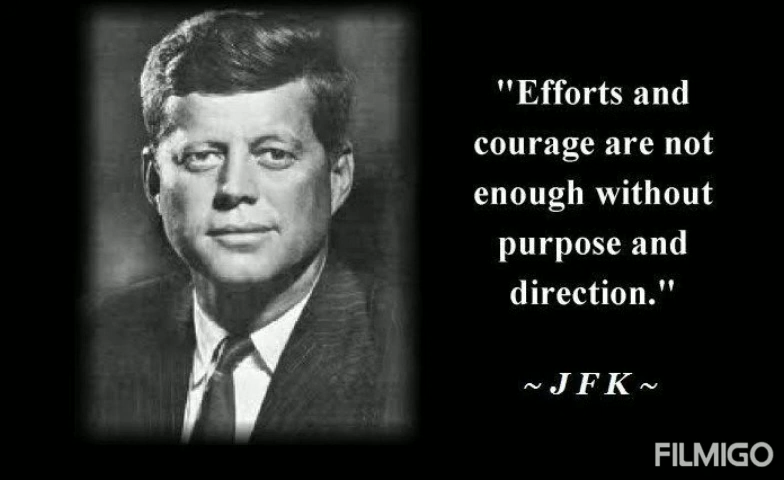 "Efforts and
courage are not
enough without
purpose and
direction."
~ J F K ~
FILMIGO